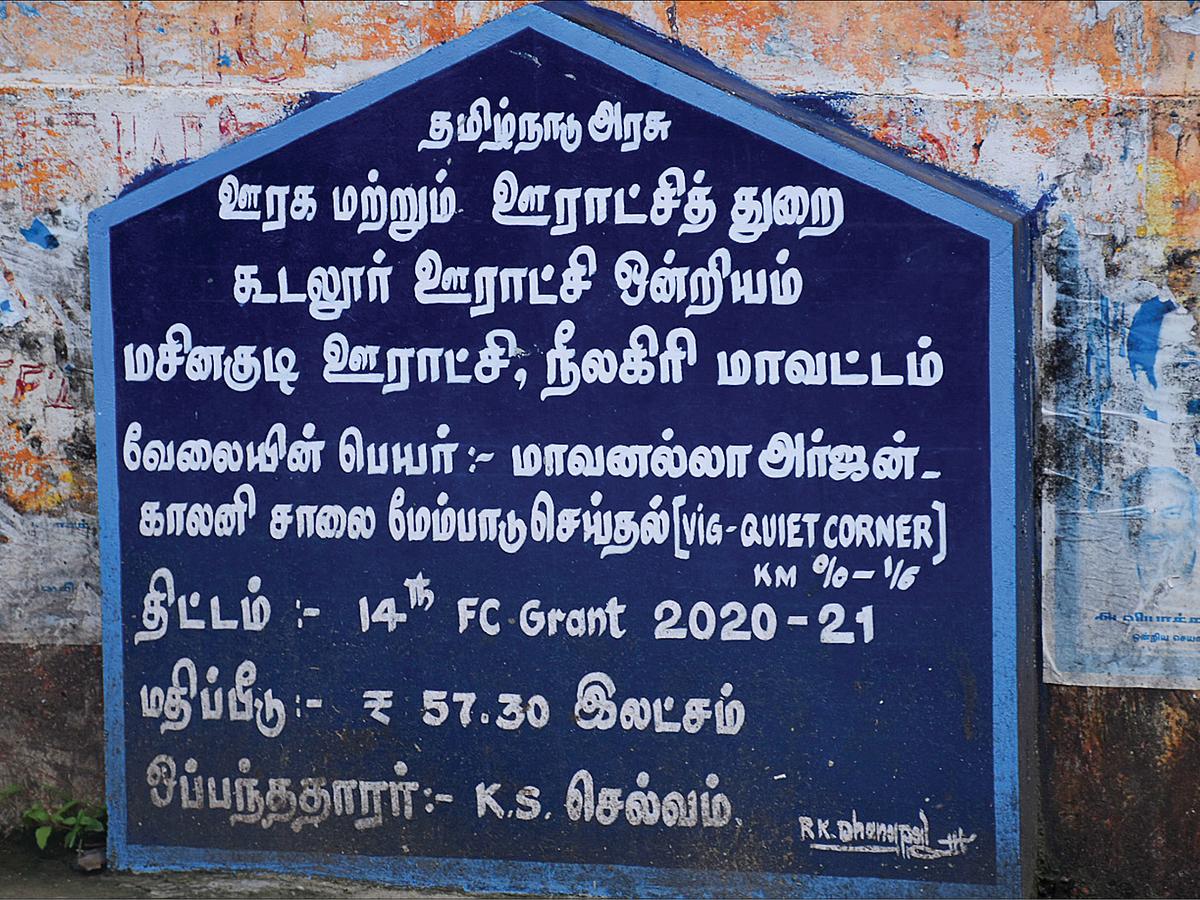 தமிழ்நாடு அரசு
ஊரக மற்றும் ஊராட்சித் துறை
கூடலூர் ஊராட்சி ஒன்றியம்
மசினகுடி ஊராட்சி, நீலகிரி மாவட்டம்
வேலையின் பெயர் :- மாவனல்லா அர்ஜன் -
காலனி சாலை மேம்பாடு செய்தல் [ViG - QUIET CORNER]
KM 0/0 - 1/6
திட்டம் :- 14th FC Grant 2020 - 21
மதிப்பீடு :- ₹ 57.30 இலட்சம்
ஒப்பந்ததாரர் :- K.S. செல்வம்.
R.K. Dhanapal